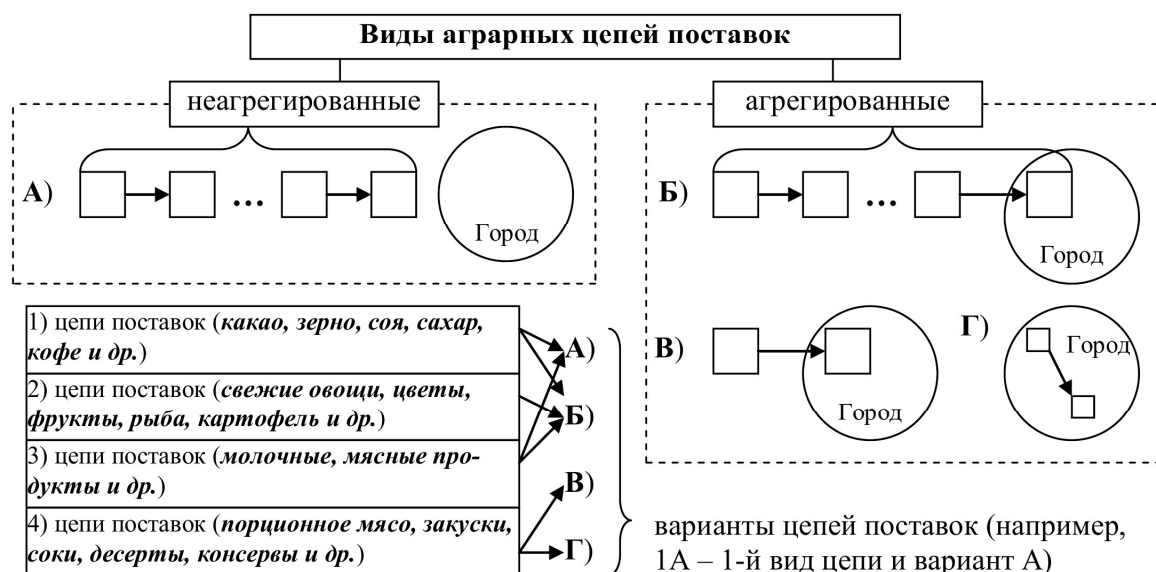 Виды аграрных цепей поставок
неагрегированные
агрегированные
А)
...
Город
Б)
...
Город
В)
Город
Г)
Город
1) цепи поставок (какао, зерно, соя, сахар,
кофе и др.)
2) цепи поставок (свежие овощи, цветы,
фрукты, рыба, картофель и др.)
3) цепи поставок (молочные, мясные про-
дукты и др.)
4) цепи поставок (порционное мясо, закуски,
соки, десерты, консервы и др.)
А)
Б)
В)
Г)
варианты цепей поставок (например,
1А – 1-й вид цепи и вариант А)